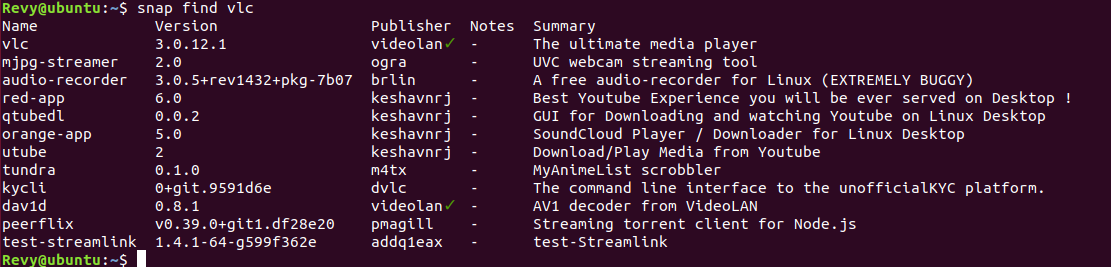 Revy@ubuntu:~$ snap find vlc
Name Version Publisher Notes Summary
vlc 3.0.12.1 videolan✓ - The ultimate media player
mjpg-streamer 2.0 ogra - UVC webcam streaming tool
audio-recorder 3.0.5+rev1432+pkg-7b07 brlin - A free audio-recorder for Linux (EXTREMELY BUGGY)
red-app 6.0 keshavnrj - Best Youtube Experience you will be ever served on Desktop !
qtubedl 0.0.2 keshavnrj - GUI for Downloading and watching Youtube on Linux Desktop
orange-app 5.0 keshavnrj - SoundCloud Player / Downloader for Linux Desktop
utube 2 keshavnrj - Download/Play Media from Youtube
tundra 0.1.0 m4tx - MyAnimeList scrobbler
kycli 0+git.9591d6e dvlc - The command line interface to the unofficialKYC platform.
dav1d 0.8.1 videolan✓ - AV1 decoder from VideoLAN
peerflix v0.39.0+git1.df28e20 pmagill - Streaming torrent client for Node.js
test-streamlink 1.4.1-64-g599f362e addq1eax - test-Streamlink
Revy@ubuntu:~$